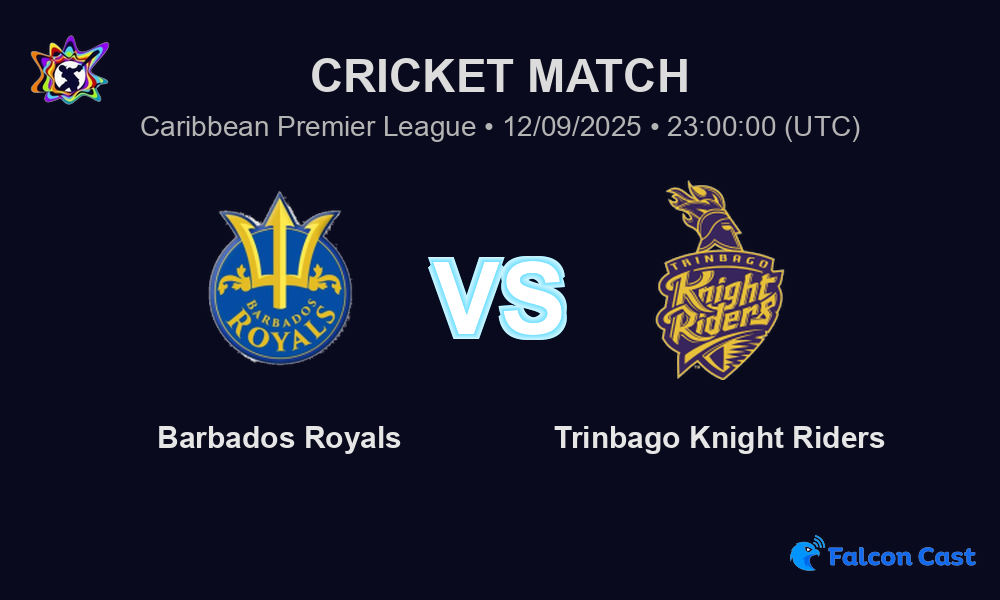 CRICKET MATCH
Caribbean Premier League • 12/09/2025 • 23:00:00 (UTC)
BARBADOS
ROYALS
VS
TRINBAGO
Knight
Riders
Barbados Royals
Trinbago Knight Riders
Falcon Cast